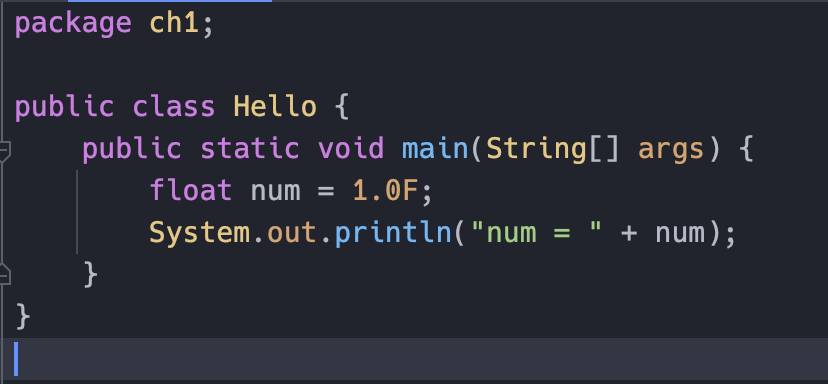 package ch1;
public class Hello {
    public static void main(String[] args) {
        float num = 1.0F;
        System.out.println("num = " + num);
    }
}